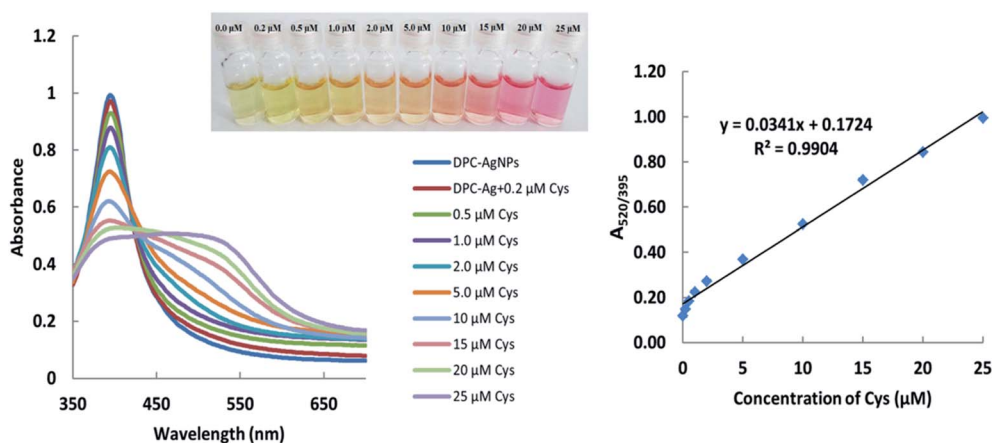 0.0 µM 0.2 µM 0.5 µM 1.0 µM 2.0 µM 5.0 µM 10 µM 15 µM 20 µM 25 µM
1.2
1
0.8
0.6
0.4
0.2
0
Absorbance
350 450 550 650
Wavelength (nm)
DPC-AgNPs
DPC-Ag+0.2 µM Cys
0.5 µM Cys
1.0 µM Cys
2.0 µM Cys
5.0 µM Cys
10 µM Cys
15 µM Cys
20 µM Cys
25 µM Cys
1.20
1.00
0.80
0.60
0.40
0.20
0.00
A520/395
y = 0.0341x + 0.1724
R² = 0.9904
0 5 10 15 20 25
Concentration of Cys (µM)